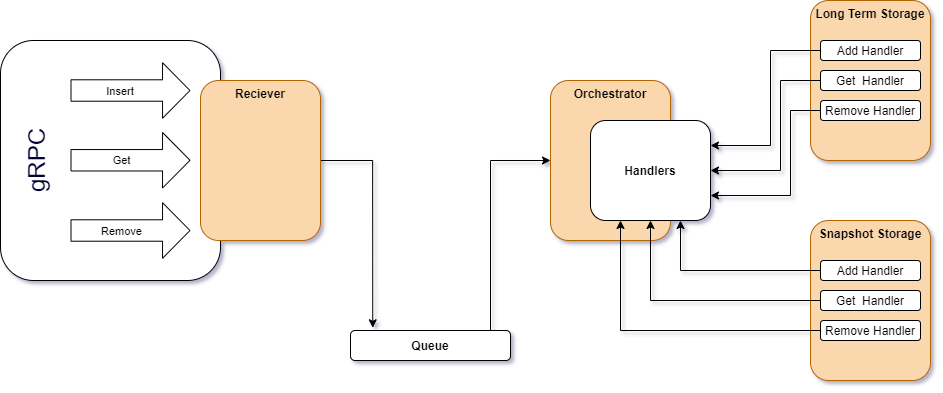 gRPC
Insert
Get
Remove
Reciever
Queue
Orchestrator
Handlers
Long Term Storage
Add Handler
Get Handler
Remove Handler
Snapshot Storage
Add Handler
Get Handler
Remove Handler